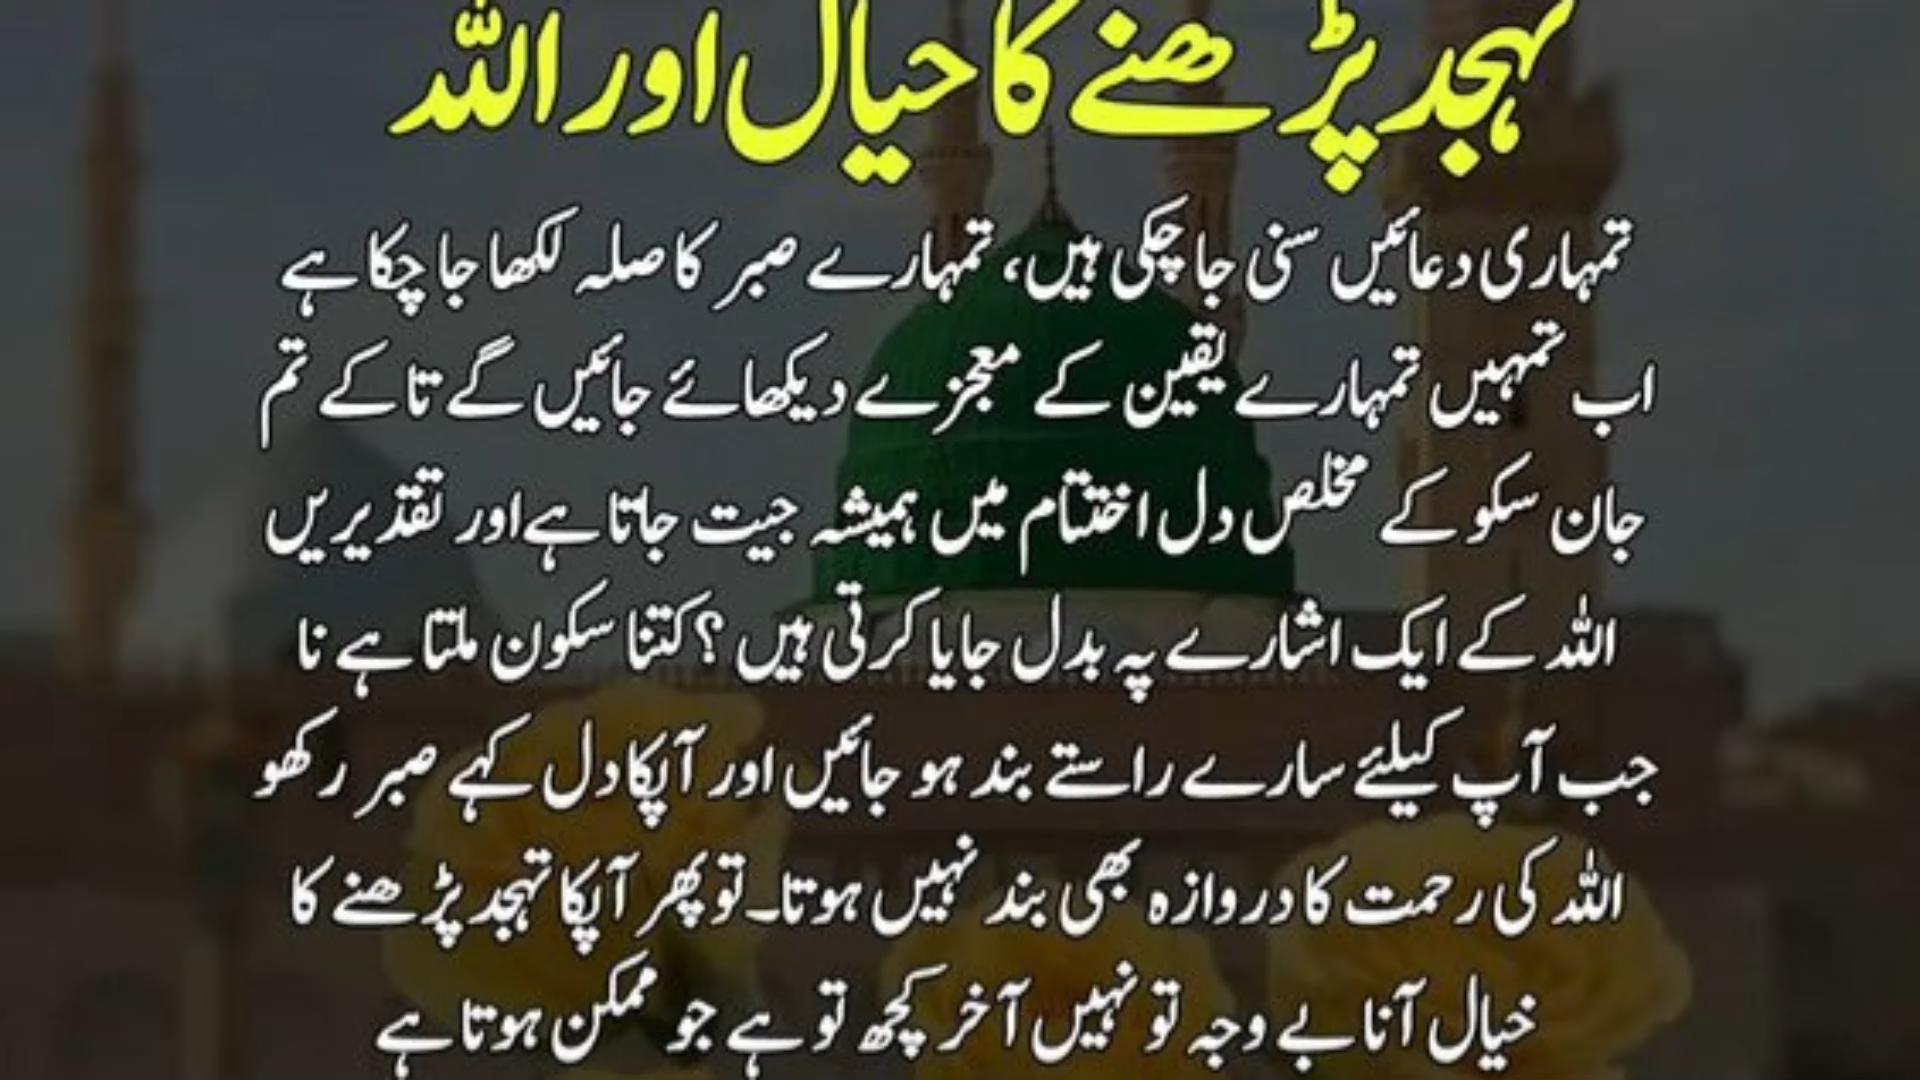 تہجد پڑھنے کا حیال اور اللہ
تمہاری دعائیں سنی جا چکی ہیں، تمہارے صبر کا صلہ لکھا جا چکا ہے
اب تمہیں تمہارے یقین کے معجزے دیکھائے جائیں گے تا کے تم
جان سکو کے مخلص دل اختتام میں ہمیشہ جیت جاتا ہے اور تقدیریں
اللہ کے ایک اشارے پہ بدل جایا کرتی ہیں ؟ کتنا سکون ملتا ہے نا
جب آپ کیلئے سارے راستے بند ہو جائیں اور آپکا دل کہے صبر رکھو
اللہ کی رحمت کا دروازہ بھی بند نہیں ہوتا۔ تو پھر آپکا تہجد پڑھنے کا
خیال آنا بے وجہ تو نہیں آخر کچھ تو ہے جو ممکن ہوتا ہے